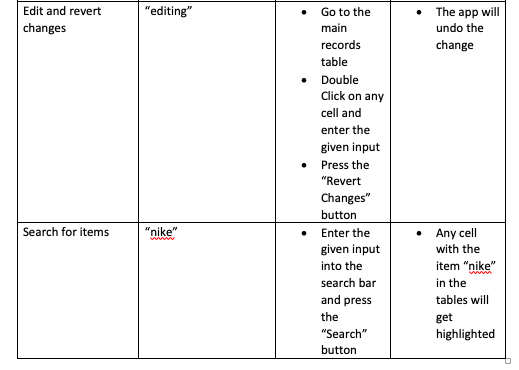 Edit and revert
changes
“editing”
• Go to the
main
records
table
• Double
Click on any
cell and
enter the
given input
• Press the
“Revert
Changes”
button
• The app will
undo the
change
Search for items
“nike”
• Enter the
given input
into the
search bar
and press
the
“Search”
button
• Any cell
with the
item “nike”
in the
tables will
get
highlighted